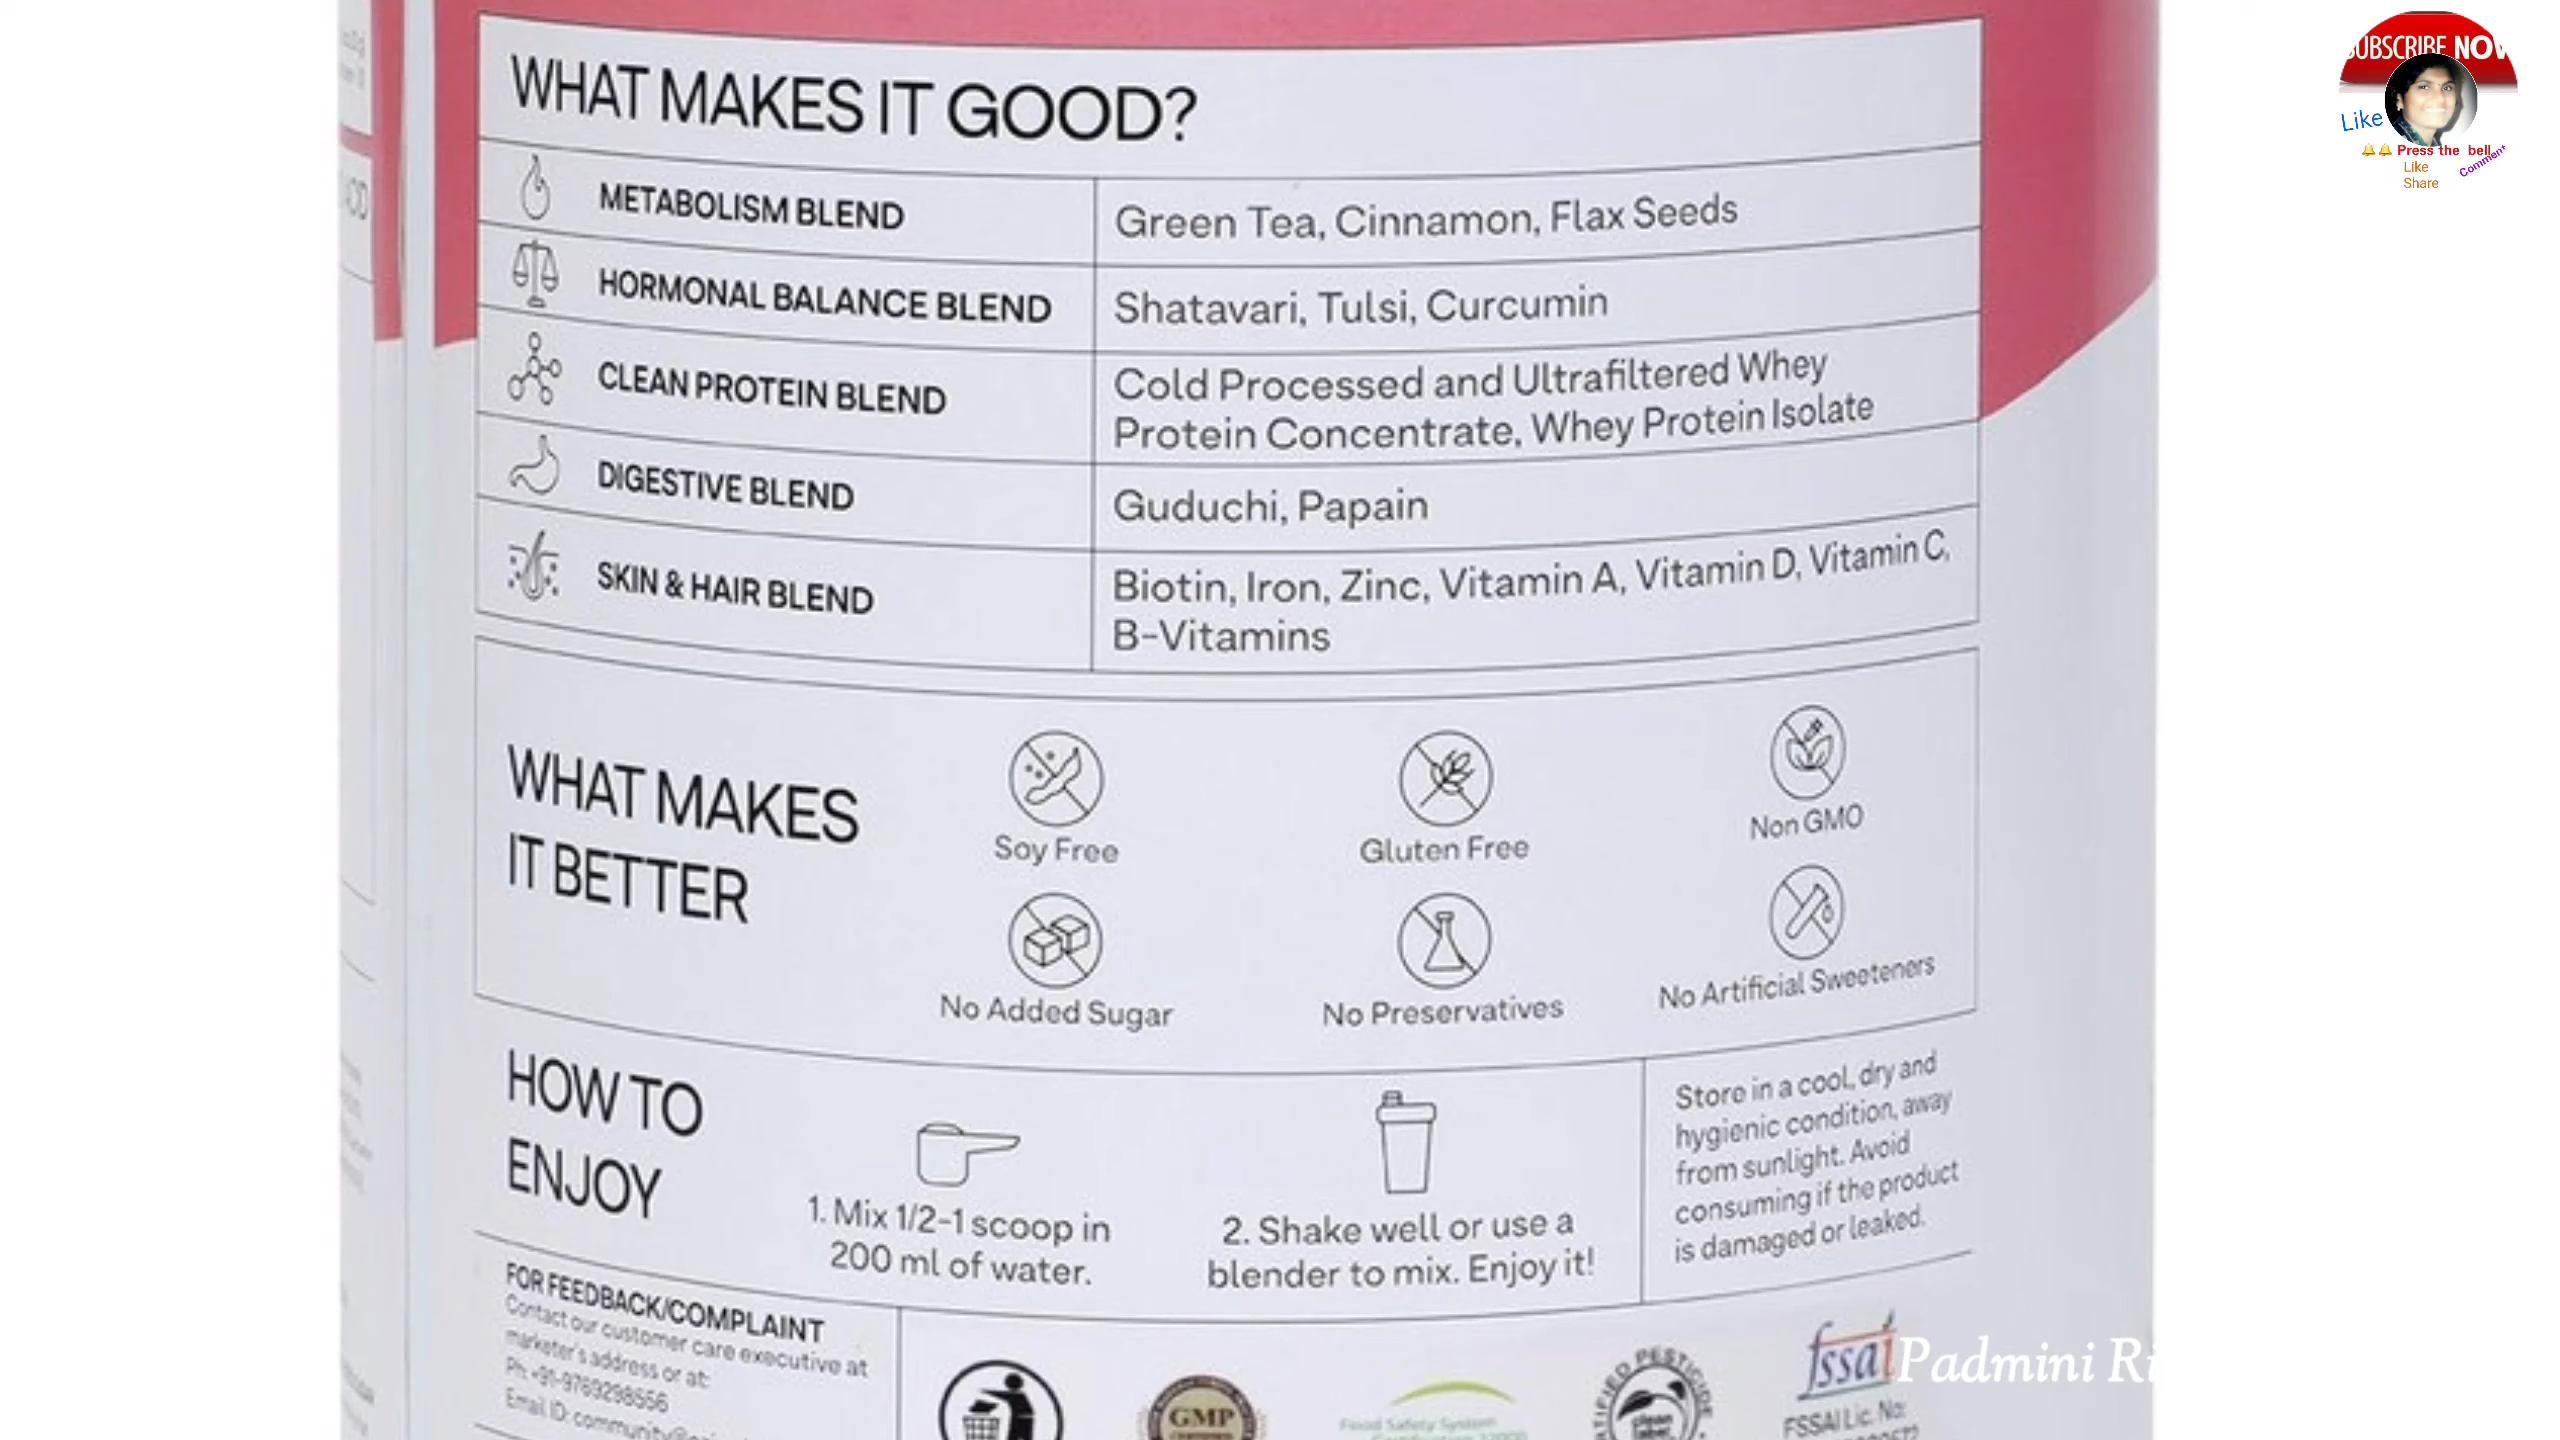 WHAT MAKES IT GOOD?
METABOLISM BLEND
Green Tea, Cinnamon, Flax Seeds
HORMONAL BALANCE BLEND
Shatavari, Tulsi, Curcumin
CLEAN PROTEIN BLEND
Cold Processed and Ultrafiltered Whey
Protein Concentrate, Whey Protein Isolate
DIGESTIVE BLEND
Guduchi, Papain
SKIN & HAIR BLEND
Biotin, Iron, Zinc, Vitamin A, Vitamin D, Vitamin C,
B-Vitamins
WHAT MAKES
IT BETTER
Soy Free
Gluten Free
Non GMO
No Added Sugar
No Preservatives
No Artificial Sweeteners
HOW TO
ENJOY
1. Mix 1/2-1 scoop in
200 ml of water.
2. Shake well or use a
blender to mix. Enjoy it!
Store in a cool, dry and
hygienic condition, away
from sunlight. Avoid
consuming if the product
is damaged or leaked.
FOR FEEDBACK/COMPLAINT
Contact our customer care executive at
marketer's address or at:
Ph: +91-9769298556
Email ID:
GMP
Food Safety System
PESTICIDE
clean
fssai
FSSAI Lic. No:
Padmini
SUBSCRIBE NOW
Like
Press the bell
Like
Share
Comment